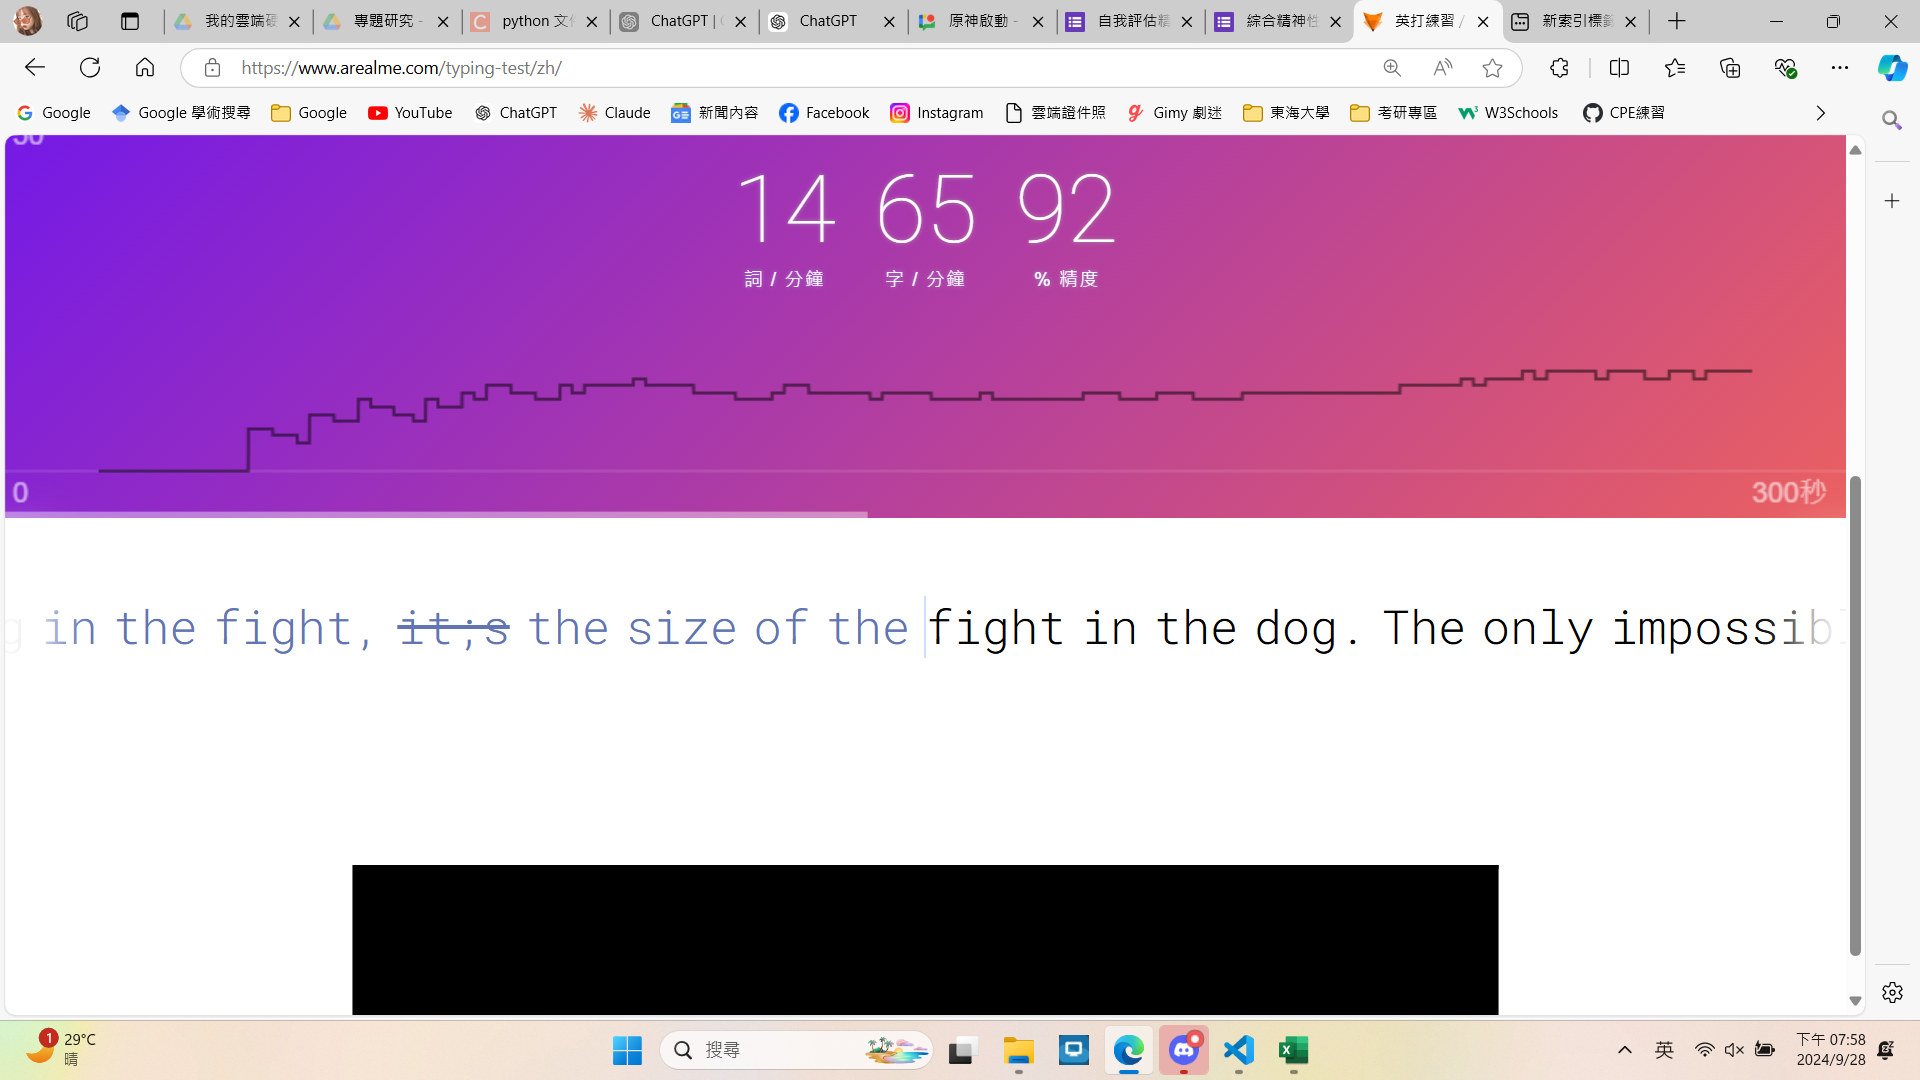 我的雲端硬
專題研究 -
python 文件
ChatGPT | C
ChatGPT
原神啟動 -
自我評估精
綜合精神性
英打練習 /
新索引標籤
https://www.arealme.com/typing-test/zh/
Google
Google 學術搜尋
Google
YouTube
ChatGPT
Claude
新聞內容
Facebook
Instagram
雲端證件照
Gimy 劇迷
東海大學
考研專區
W3Schools
CPE練習
50
14 65 92
詞 / 分鐘 字 / 分鐘 % 精度
0 300秒
g in the fight, it;s the size of the fight in the dog. The only impossibl
1
29°C
晴
搜尋
英
下午 07:58
2024/9/28